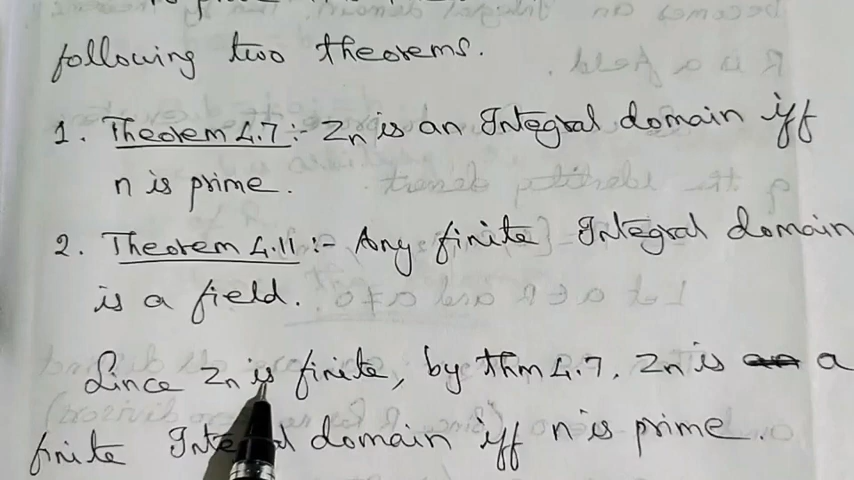 following two theorems.
1. Theorem 4.7 :- Zn is an Integral domain iff
n is prime.
2. Theorem 4.11 :- Any finite Integral domain
is a field.
Since Zn is finite, by thm 4.7, Zn is a
finite Integral domain iff n is prime.